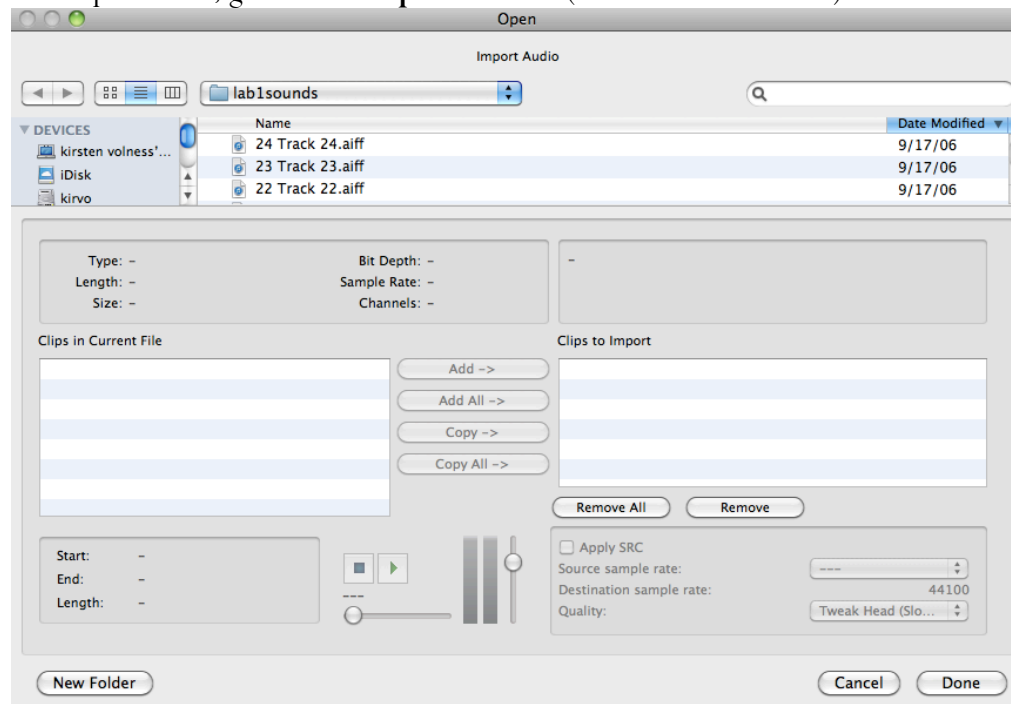 Open
Import Audio
lab1sounds
DEVICES
Name
Date Modified
kirsten volness'...
24 Track 24.aiff
9/17/06
iDisk
23 Track 23.aiff
9/17/06
kirvo
22 Track 22.aiff
9/17/06
Type: –
Bit Depth: –
–
Length: –
Sample Rate: –
Size: –
Channels: –
Clips in Current File
Clips to Import
Add ->
Add All ->
Copy ->
Copy All ->
Remove All
Remove
Start: –
End: –
Length: –
---
Apply SRC
Source sample rate: ---
Destination sample rate: 44100
Quality: Tweak Head (Slo...
New Folder
Cancel
Done